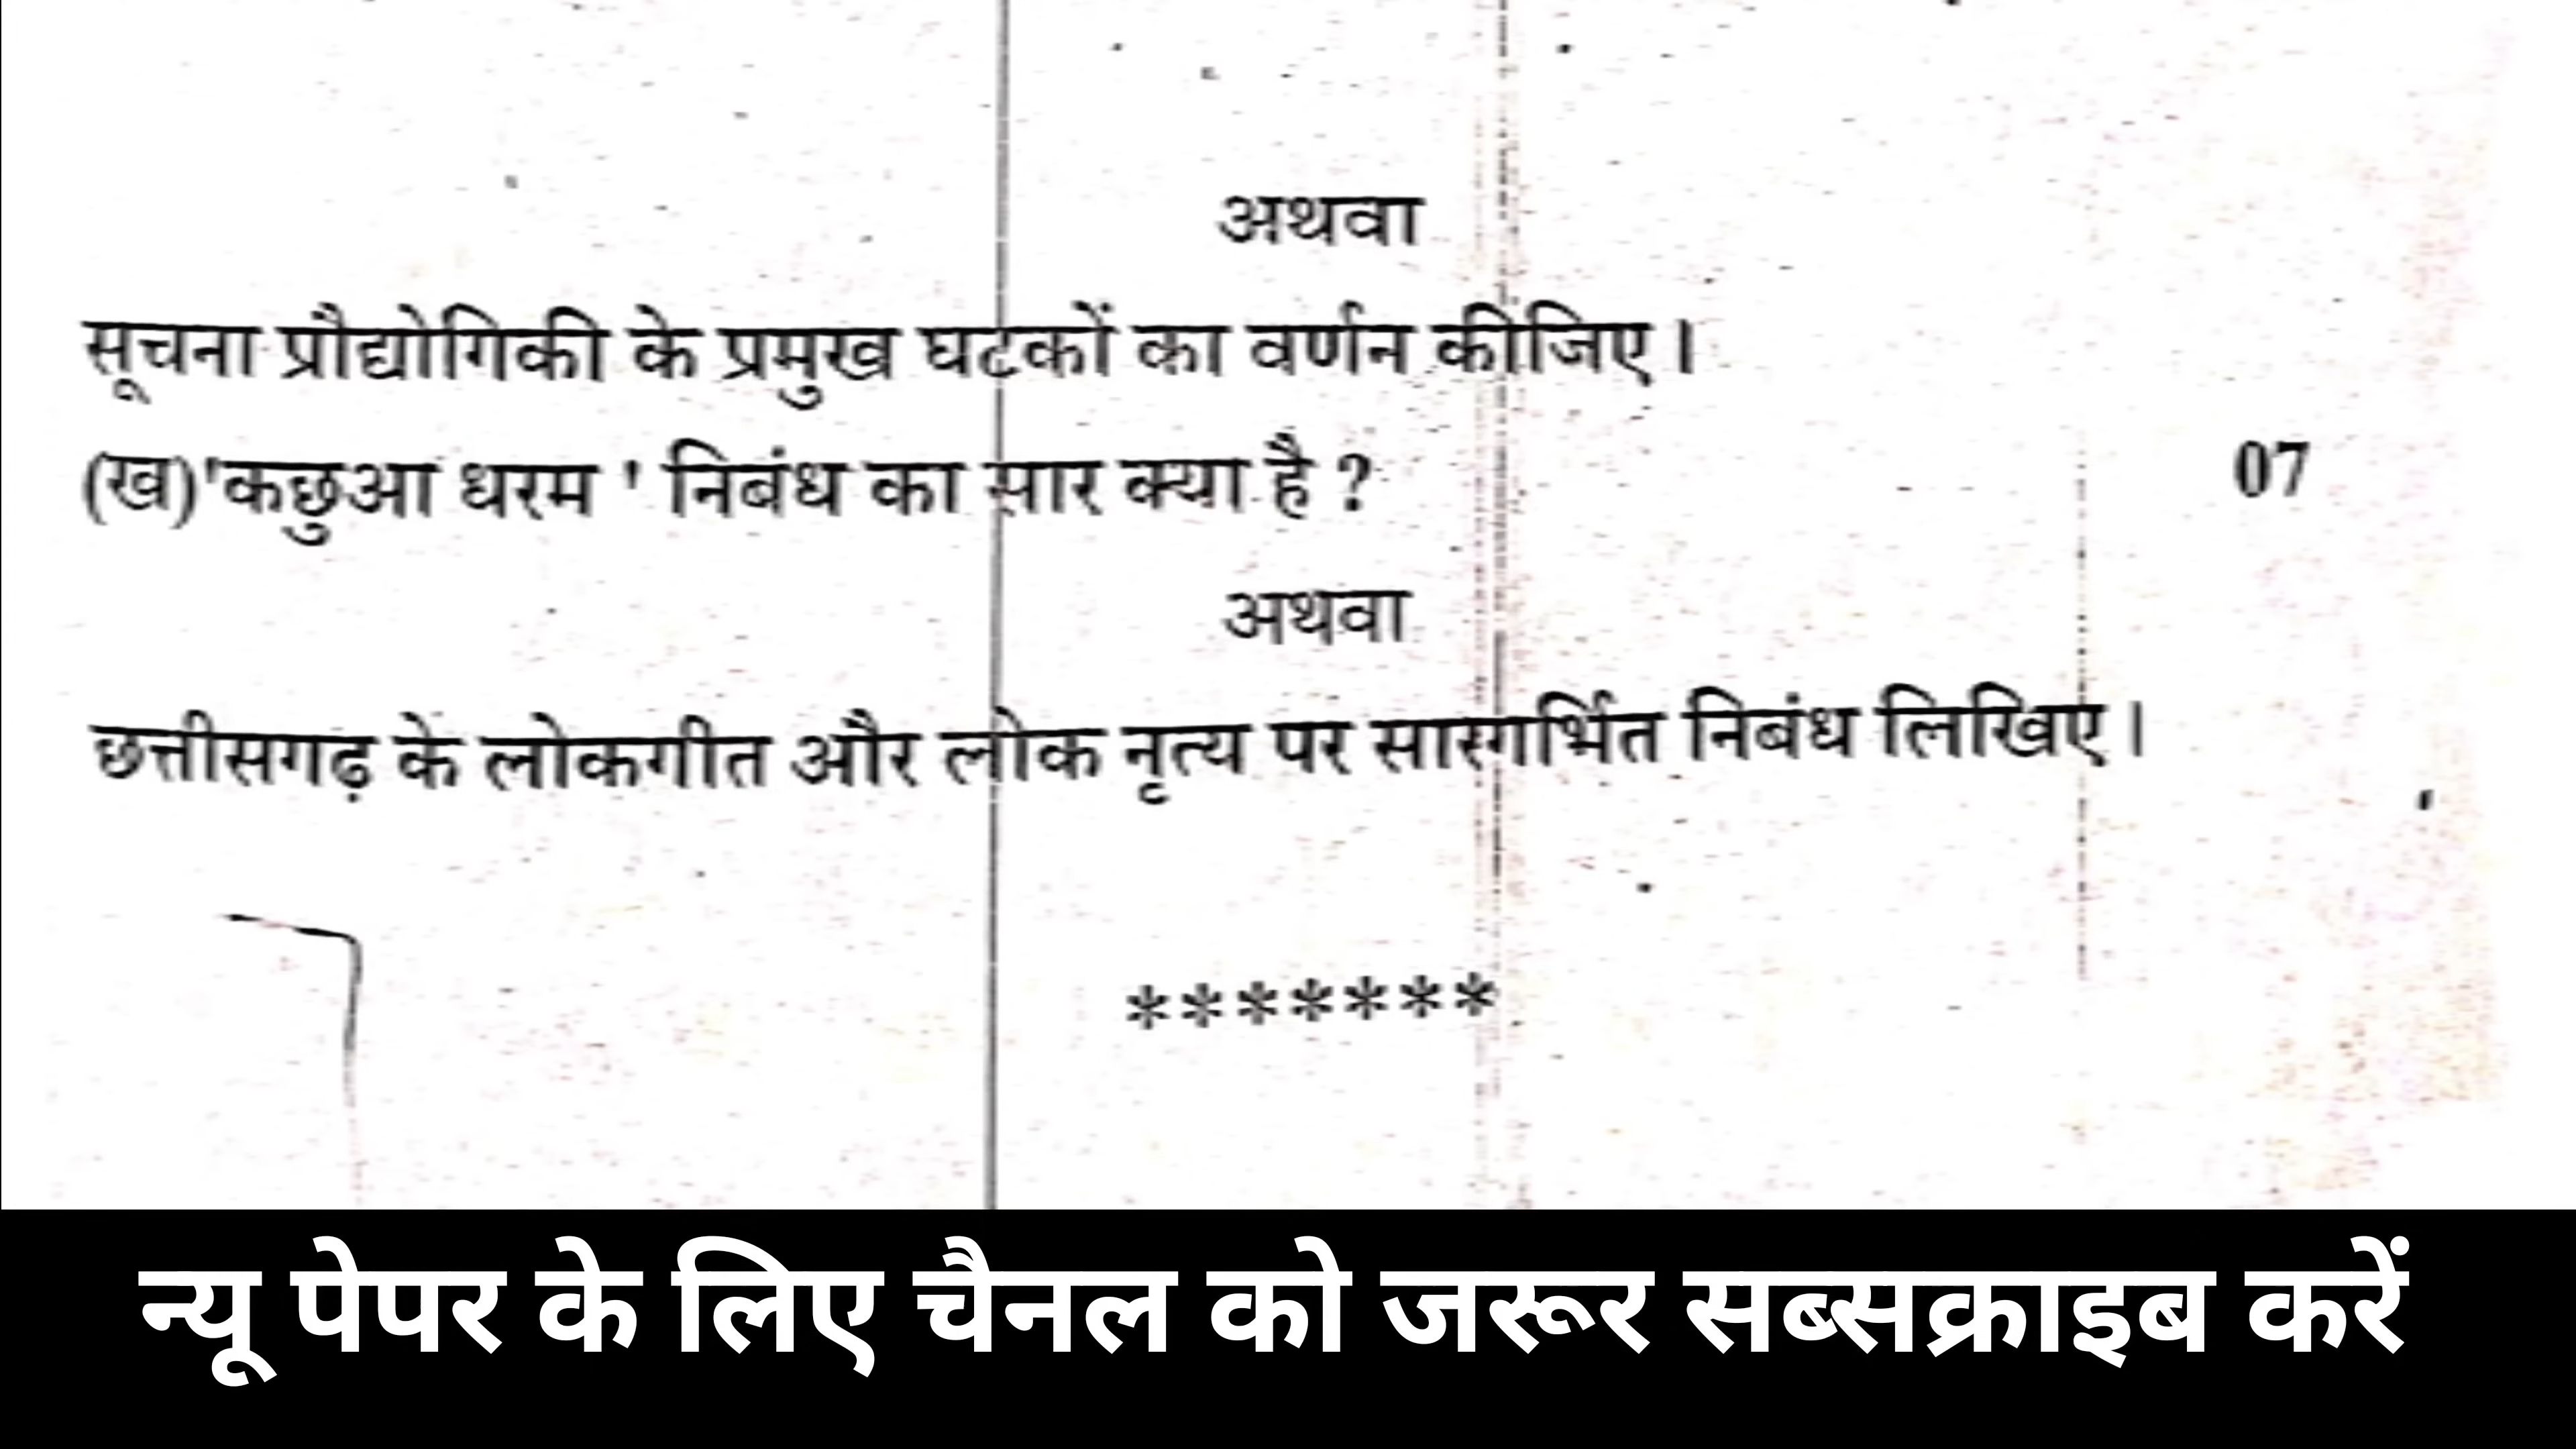 अथवा
सूचना प्रौद्योगिकी के प्रमुख घटकों का वर्णन कीजिए।
(ख)'कछुआ धरम ' निबंध का सार क्या है ? 07
अथवा
छत्तीसगढ़ के लोकगीत और लोक नृत्य पर सारगर्भित निबंध लिखिए।
*******
न्यू पेपर के लिए चैनल को जरूर सब्सक्राइब करें